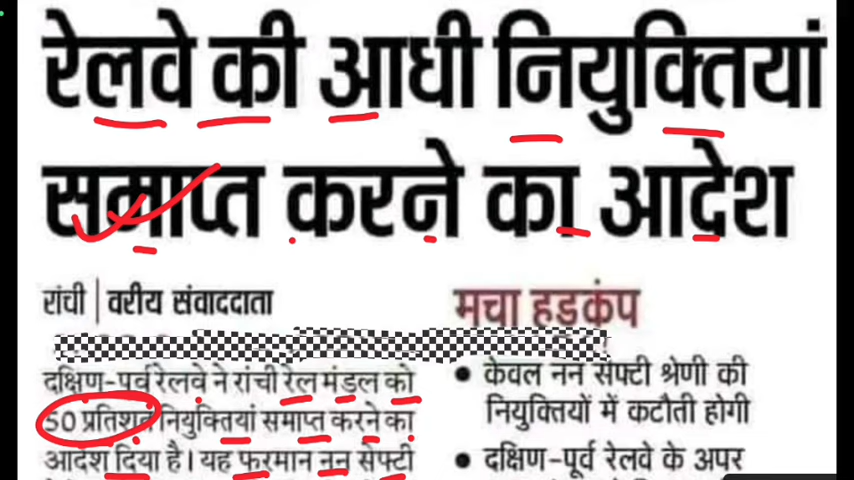 रेलवे की आधी नियुक्तियां
समाप्त करने का आदेश
रांची | वरीय संवाददाता
दक्षिण-पूर्व रेलवे ने रांची रेल मंडल को
50 प्रतिशत नियुक्तियां समाप्त करने का
आदेश दिया है। यह फरमान नन सेफ्टी
मचा हडकंप
● केवल नन सेफ्टी श्रेणी की
नियुक्तियों में कटौती होगी
● दक्षिण-पूर्व रेलवे के अपर